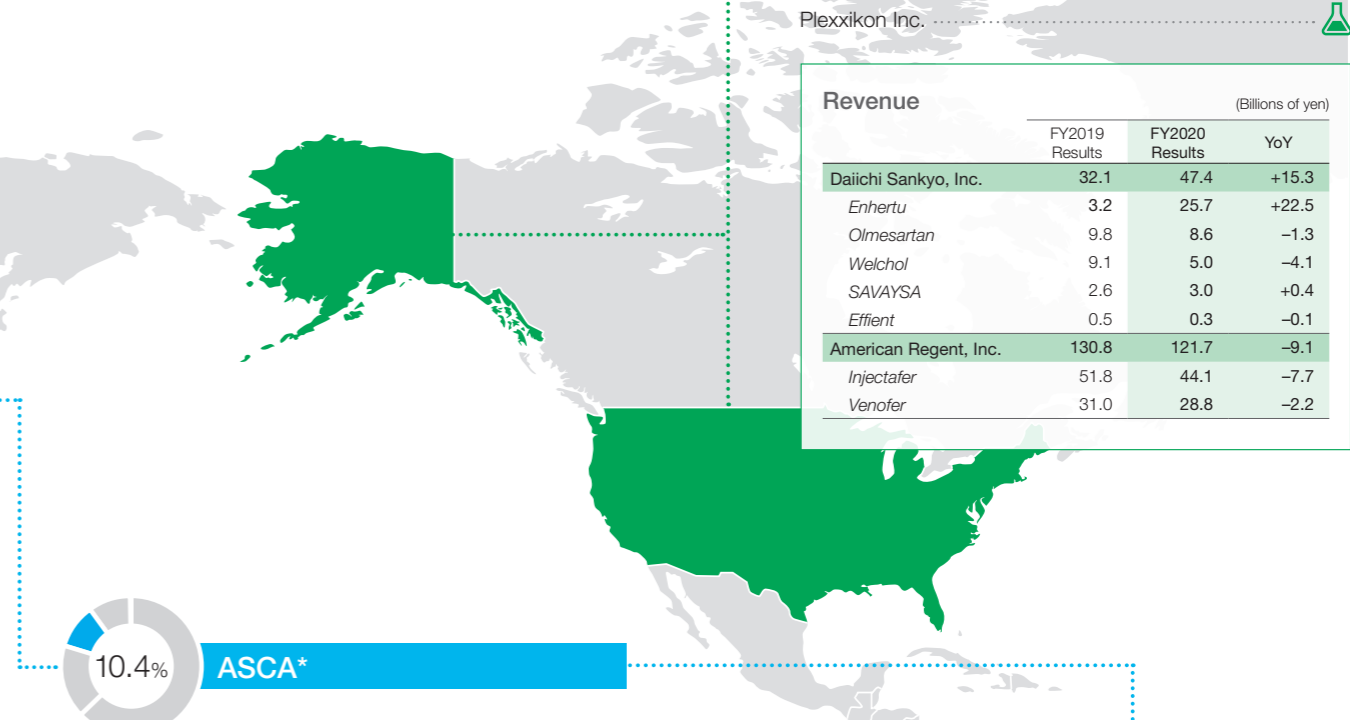 Plexxikon Inc.
Revenue (Billions of yen)
FY2019 Results FY2020 Results YoY
Daiichi Sankyo, Inc. 32.1 47.4 +15.3
Enhertu 3.2 25.7 +22.5
Olmesartan 9.8 8.6 –1.3
Welchol 9.1 5.0 –4.1
SAVAYSA 2.6 3.0 +0.4
Effient 0.5 0.3 –0.1
American Regent, Inc. 130.8 121.7 –9.1
Injectafer 51.8 44.1 –7.7
Venofer 31.0 28.8 –2.2
10.4% ASCA*